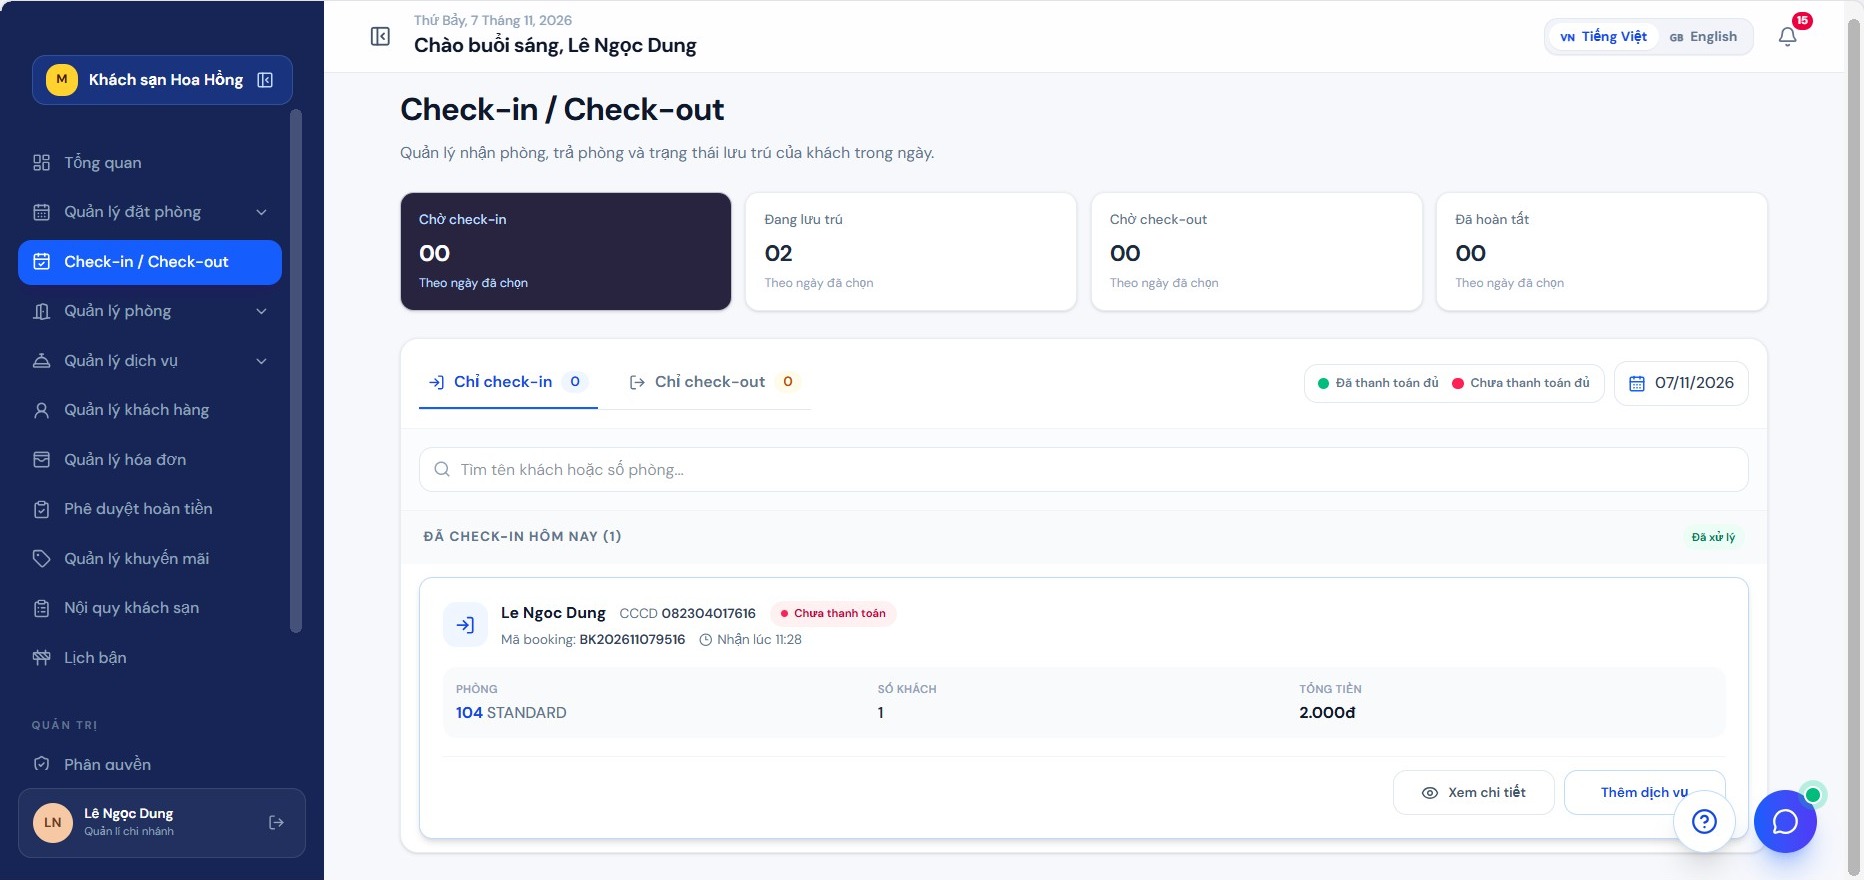 M Khách sạn Hoa Hồng
Tổng quan
Quản lý đặt phòng
Check-in / Check-out
Quản lý phòng
Quản lý dịch vụ
Quản lý khách hàng
Quản lý hóa đơn
Phê duyệt hoàn tiền
Quản lý khuyến mãi
Nội quy khách sạn
Lịch bận
QUẢN TRỊ
Phân quyền
LN
Lê Ngọc Dung
Quản lí chi nhánh
Thứ Bảy, 7 Tháng 11, 2026
Chào buổi sáng, Lê Ngọc Dung
VN Tiếng Việt GB English
15
Check-in / Check-out
Quản lý nhận phòng, trả phòng và trạng thái lưu trú của khách trong ngày.
Chờ check-in
00
Theo ngày đã chọn
Đang lưu trú
02
Theo ngày đã chọn
Chờ check-out
00
Theo ngày đã chọn
Đã hoàn tất
00
Theo ngày đã chọn
Chỉ check-in 0
Chỉ check-out 0
Đã thanh toán đủ Chưa thanh toán đủ
07/11/2026
Tìm tên khách hoặc số phòng...
ĐÃ CHECK-IN HÔM NAY (1)
Đã xử lý
Le Ngoc Dung CCCD 082304017616 Chưa thanh toán
Mã booking: BK202611079516 Nhận lúc 11:28
PHÒNG
104 STANDARD
SỐ KHÁCH
1
TỔNG TIỀN
2.000đ
Xem chi tiết
Thêm dịch vụ